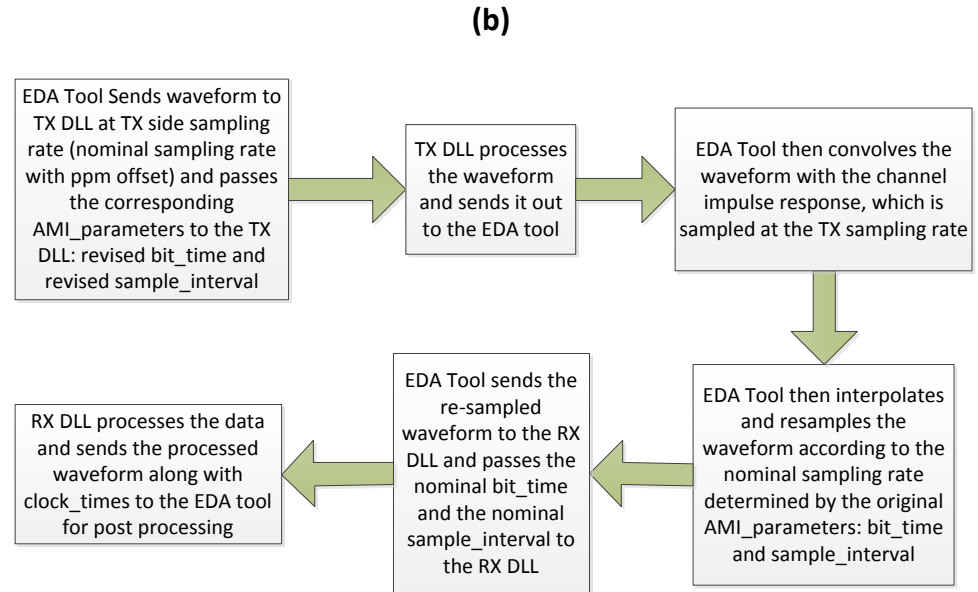 (b)
EDA Tool Sends waveform to
TX DLL at TX side sampling
rate (nominal sampling rate
with ppm offset) and passes
the corresponding
AMI_parameters to the TX
DLL: revised bit_time and
revised sample_interval
TX DLL processes
the waveform
and sends it out
to the EDA tool
EDA Tool then convolves the
waveform with the channel
impulse response, which is
sampled at the TX sampling rate
EDA Tool then interpolates
and resamples the
waveform according to the
nominal sampling rate
determined by the original
AMI_parameters: bit_time
and sample_interval
EDA Tool sends the
re-sampled
waveform to the RX
DLL and passes the
nominal bit_time
and the nominal
sample_interval to
the RX DLL
RX DLL processes the data
and sends the processed
waveform along with
clock_times to the EDA tool
for post processing